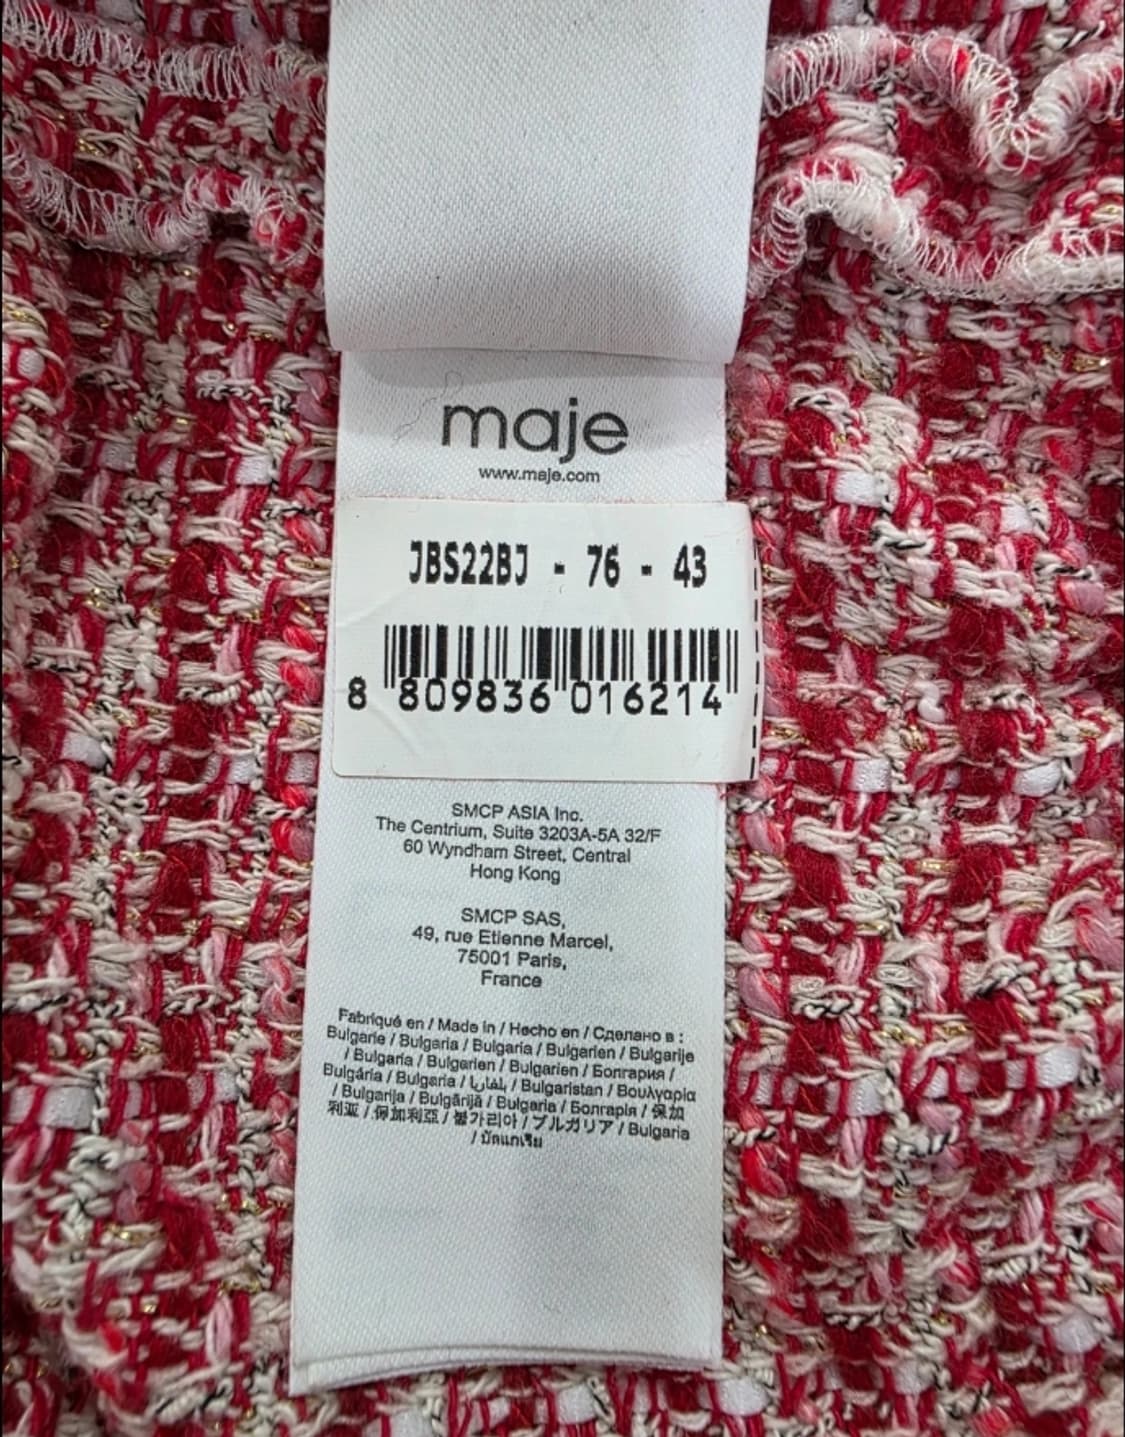 maje
www.maje.com
JBS22BJ - 76 - 43
8 809836 016214
SMCP ASIA Inc.
The Centrium, Suite 3203A-5A 32/F
60 Wyndham Street, Central
Hong Kong
SMCP SAS,
49, rue Etienne Marcel,
75001 Paris,
France
Fabriqué en / Made in / Hecho en / Сделано в :
Bulgarie / Bulgaria / Bulgaria / Bulgarien / Bulgarije
/ Bulgaria / Bulgarien / Bulgarien / Болгария /
Bulgária / Bulgaria / بلغاريا / Bulgaristan / Βουλγαρία
/ Bulgarija / Bulgārijā / Bulgaria / Болгарія / 保加
利亚 / 保加利亞 / 불가리아 / ブルガリア / Bulgaria
/ บัลแกเรีย